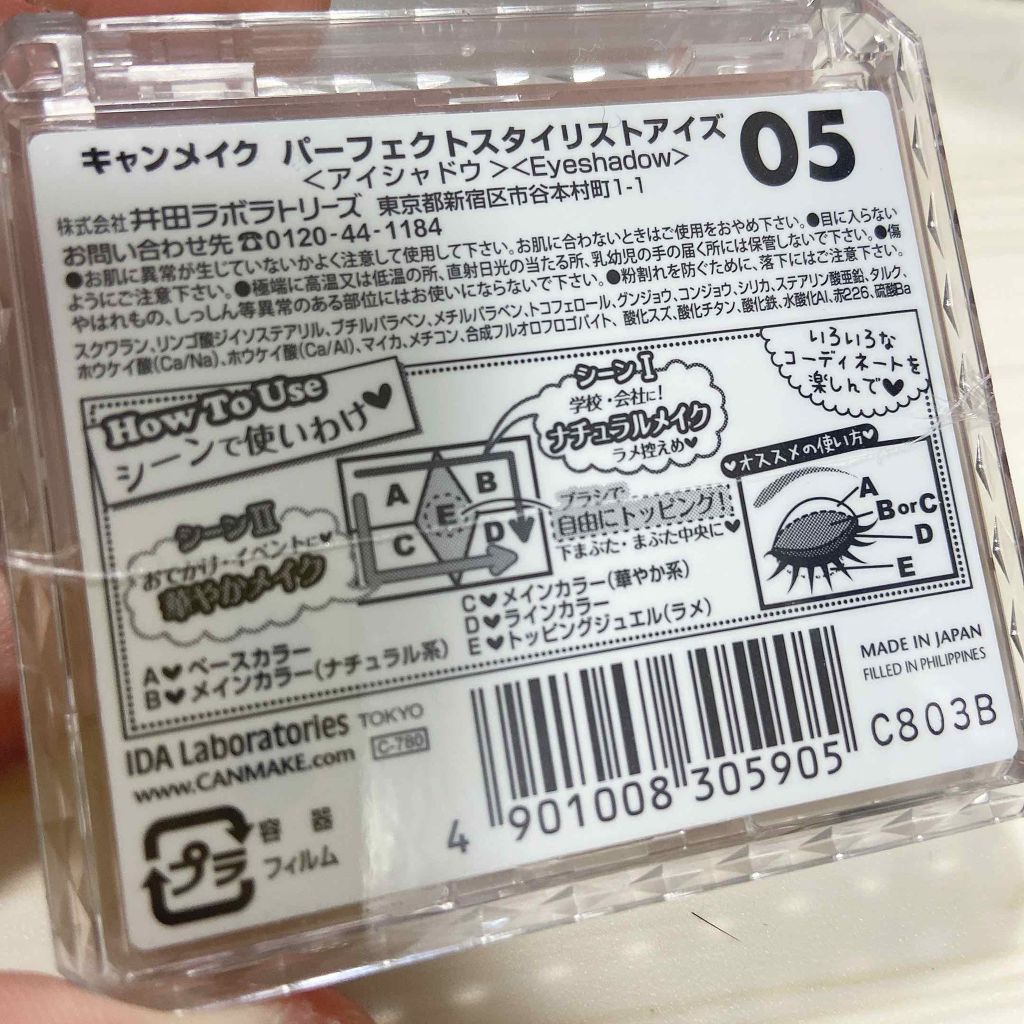 キャンメイク パーフェクトスタイリストアイズ 05
<アイシャドウ><Eyeshadow>
株式会社 井田ラボラトリーズ 東京都新宿区市谷本村町1-1
お問い合わせ先 ☎0120-44-1184
●お肌に異常が生じていないかよく注意して使用して下さい。お肌に合わないときはご使用をおやめ下さい。●目に入らない
ようにご注意下さい。●極端に高温又は低温の所、直射日光の当たる所、乳幼児の手の届く所には保管しないで下さい。●傷
やはれもの、しっしん等異常のある部位にはお使いにならないで下さい。●粉割れを防ぐために、落下にはご注意下さい。
スクワラン、リンゴ酸ジイソステアリル、ブチルパラベン、メチルパラベン、トコフェロール、グンジョウ、コンジョウ、シリカ、ステアリン酸亜鉛、タルク、
ホウケイ酸(Ca/Na)、ホウケイ酸(Ca/Al)、マイカ、メチコン、合成フルオロフロゴパイト、酸化スズ、酸化チタン、酸化鉄、水酸化Al、赤226、硫酸Ba
How To Use
シーンで使いわけ♥
シーンⅠ
学校・会社に!
ナチュラルメイク
ラメ控えめ♥
いろいろな
コーディネートを
楽しんで♥
シーンⅡ
おでかけ・イベントに♥
華やかメイク
A
B
C
D
E
ブラシで
自由にトッピング!
下まぶた・まぶた中央に♥
♥オススメの使い方♥
A
B or C
D
E
A♥ベースカラー
B♥メインカラー(ナチュラル系)
C♥メインカラー(華やか系)
D♥ラインカラー
E♥トッピングジュエル(ラメ)
IDA Laboratories TOKYO
www.CANMAKE.com C-780
MADE IN JAPAN
FILLED IN PHILIPPINES
C803B
4 901008 305905
プラ
容器
フィルム